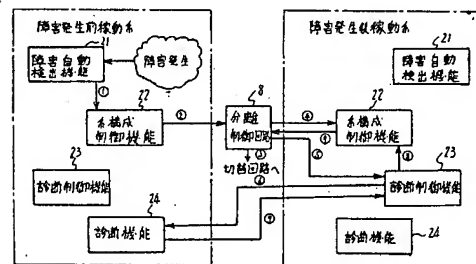 障害発生前稼動系
障害発生後稼動系
21
障害自動
検出機能
障害発生
21
障害自動
検出機能
①
22
系構成
制御機能
②
8
分離
制御回路
④
22
系構成
制御機能
③
切替回路へ
⑤
⑧
23
診断制御機能
⑥
23
診断制御機能
24
診断機能
⑦
24
診断機能